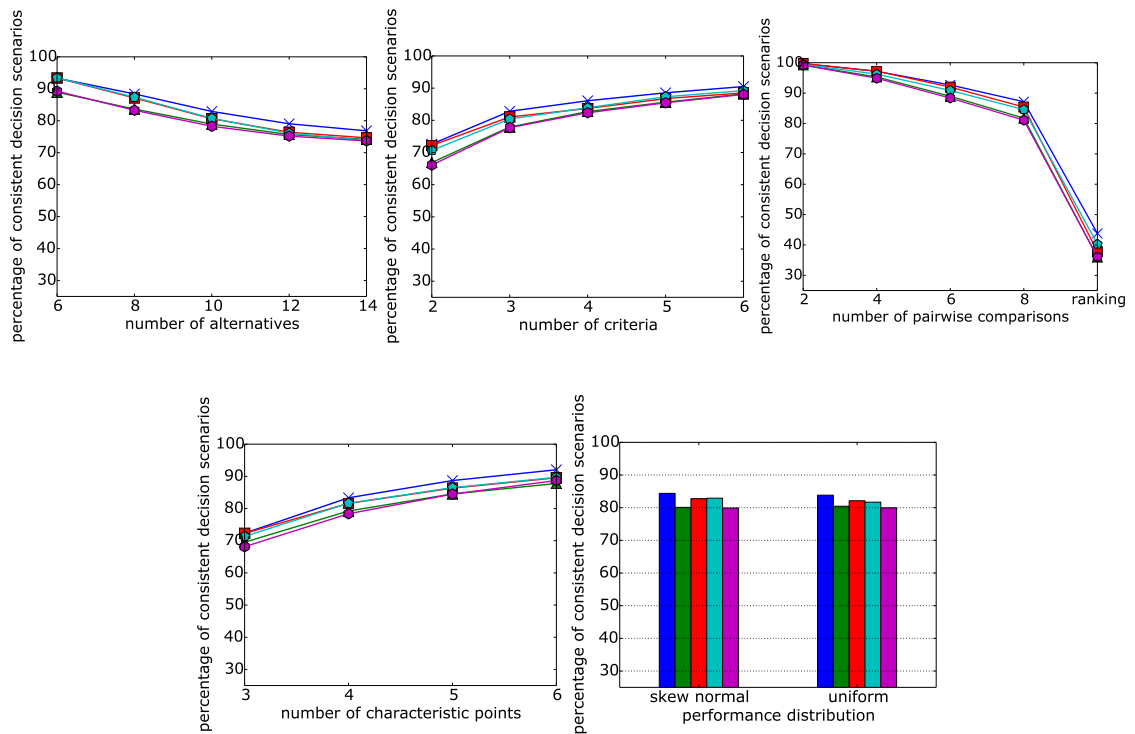 percentage of consistent decision scenarios
100
90
80
70
60
50
40
30
6 8 10 12 14
number of alternatives
percentage of consistent decision scenarios
100
90
80
70
60
50
40
30
2 3 4 5 6
number of criteria
percentage of consistent decision scenarios
100
90
80
70
60
50
40
30
2 4 6 8 ranking
number of pairwise comparisons
percentage of consistent decision scenarios
100
90
80
70
60
50
40
30
3 4 5 6
number of characteristic points
percentage of consistent decision scenarios
100
90
80
70
60
50
40
30
skew normal uniform
performance distribution